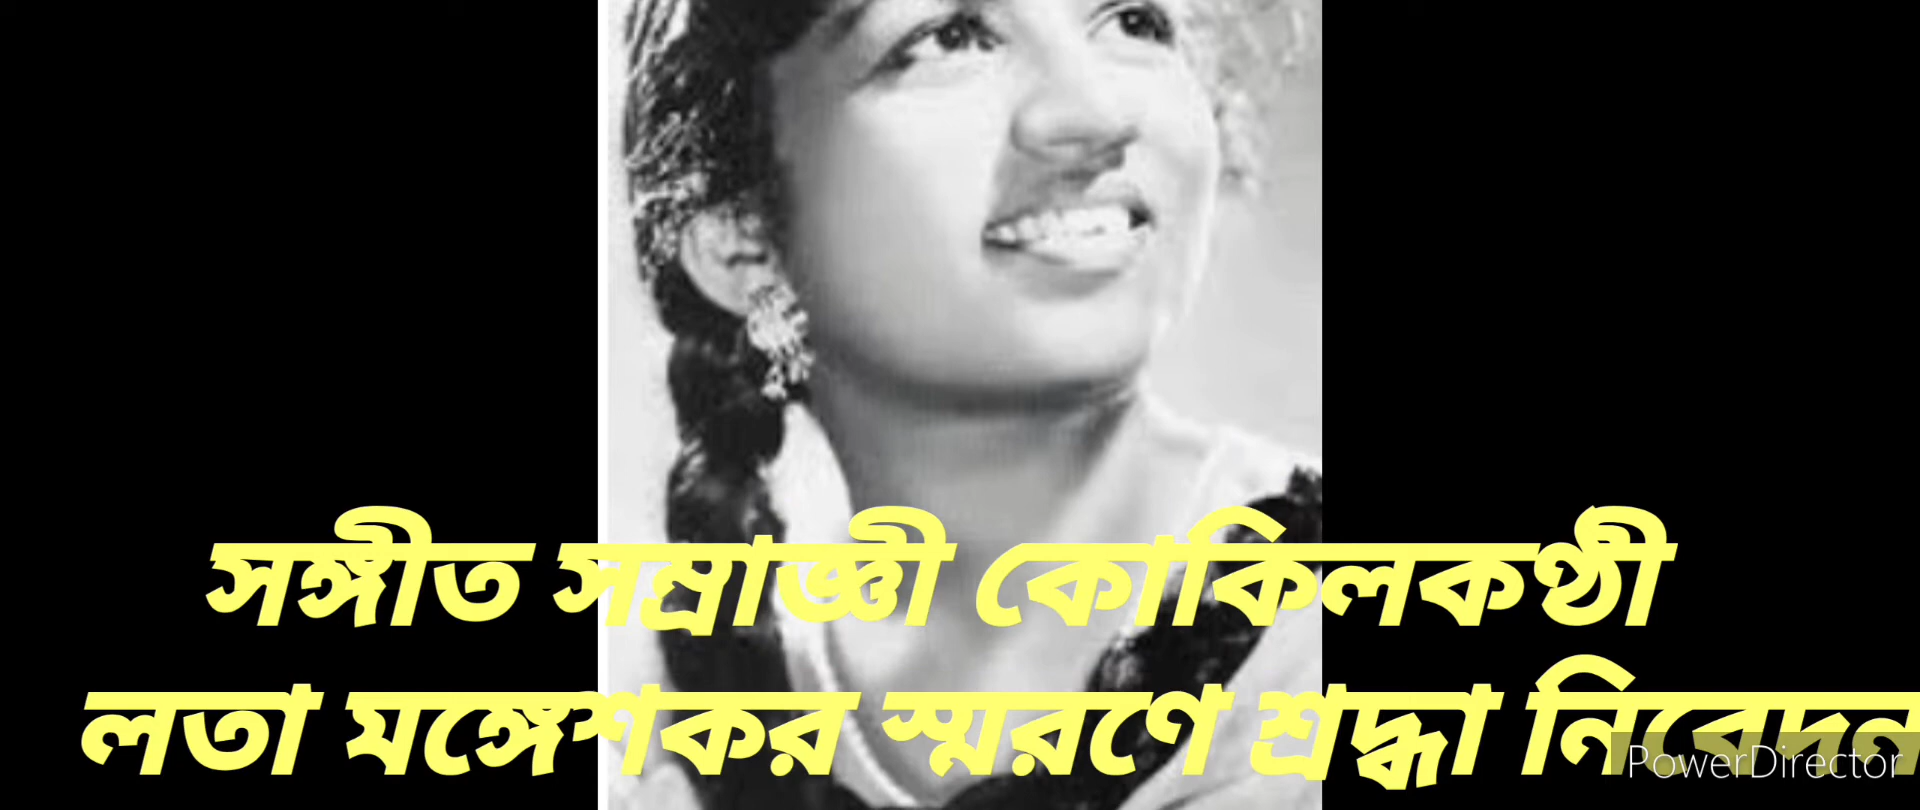 সঙ্গীত সম্রাজ্ঞী কোকিলকণ্ঠী
লতা মঙ্গেশকর স্মরণে শ্রদ্ধা নিবেদন
PowerDirector